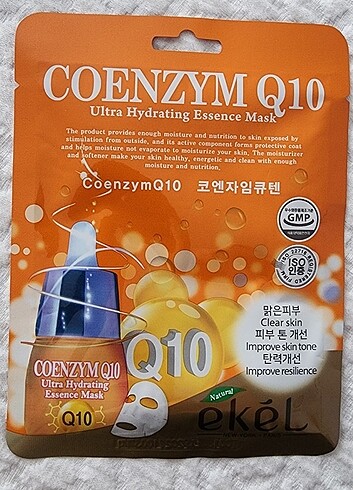 COENZYM Q10
Ultra Hydrating Essence Mask
The product provides enough moisture and nutrition to skin exposed by
stimulation from outside, and its active component forms protective coat
and helps moisture not evaporate to moisturize your skin. The moisturizer
and softener make your skin healthy, energetic and clean with enough
moisture and nutrition.
CoenzymQ10 코엔자임큐텐
GMP
ISO
인증
맑은피부
Clear skin
피부 톤 개선
Improve skin tone
탄력개선
Improve resilience
Q10
COENZYM Q10
Ultra Hydrating
Essence Mask
Q10
Natural
ekéL